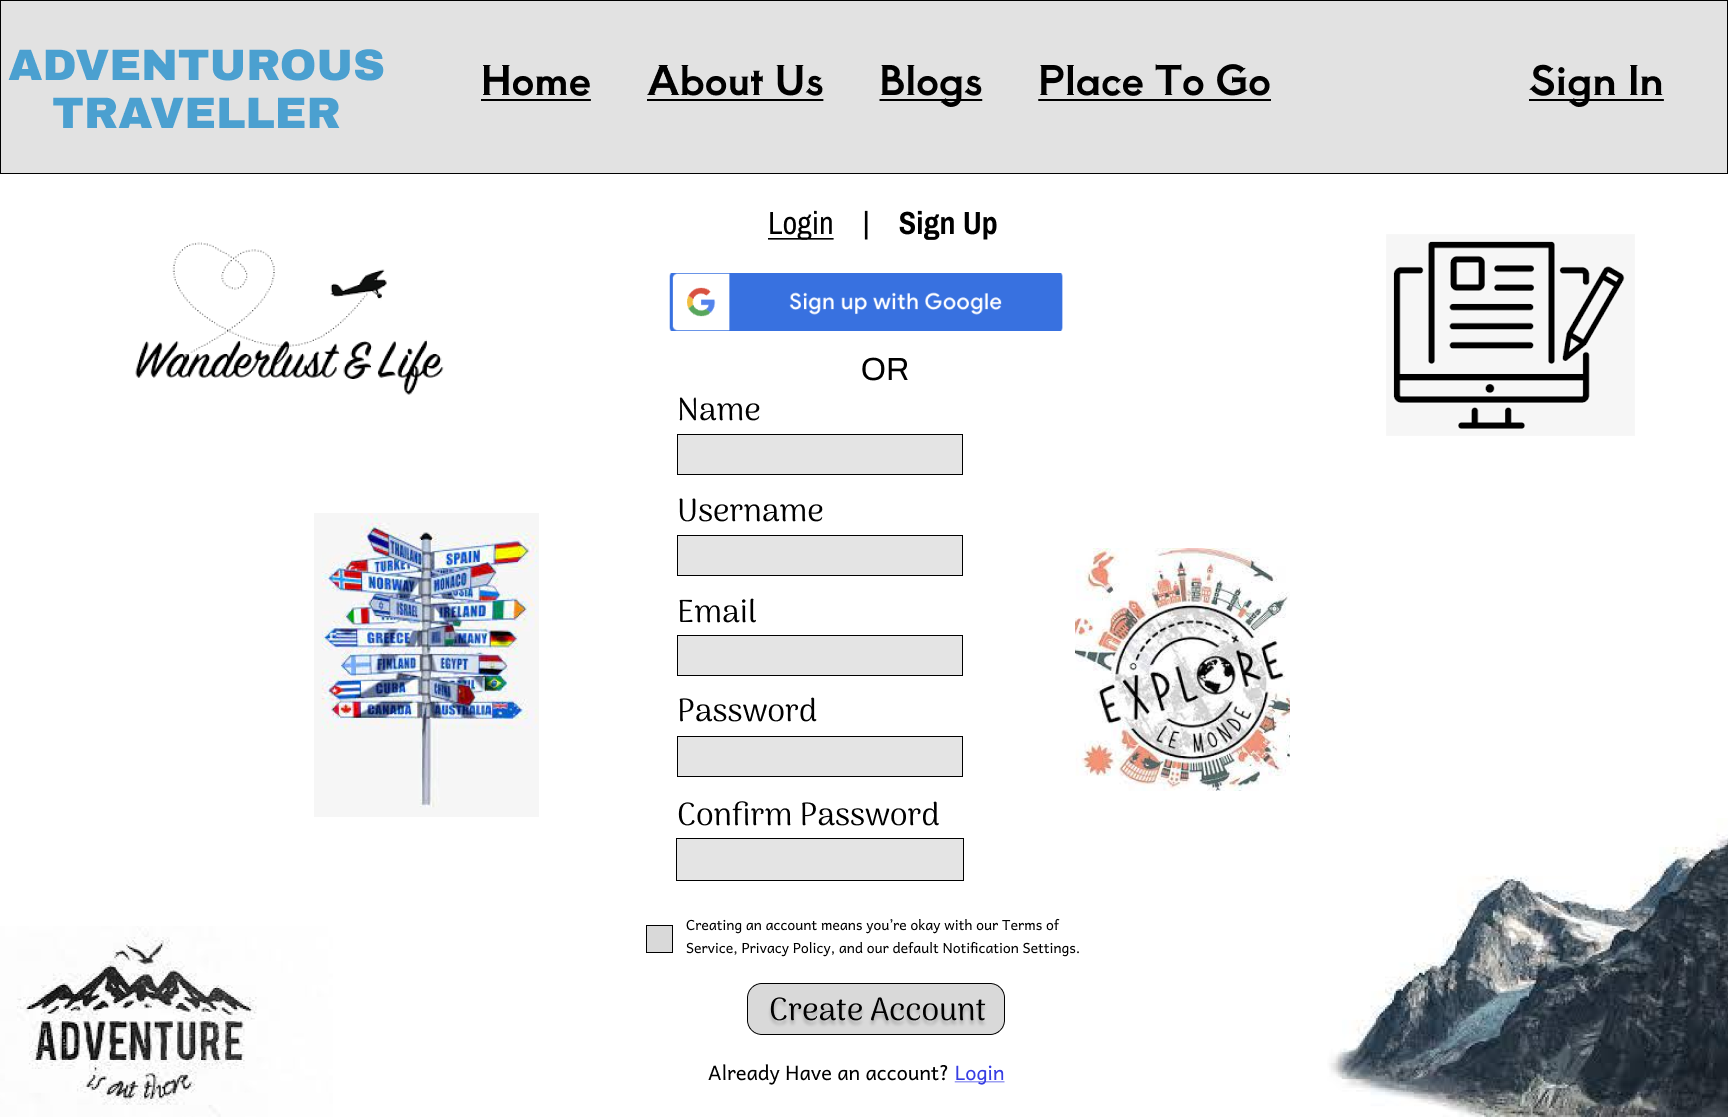 ADVENTUROUS
TRAVELLER
Home
About Us
Blogs
Place To Go
Sign In
Login | Sign Up
Sign up with Google
OR
Wanderlust & Life
Name
Username
Email
Password
Confirm Password
THAILAND
SPAIN
TURKEY
NORWAY
MONACO
ISRAEL
IRELAND
GREECE
FINLAND
EGYPT
CUBA
CHINA
CANADA
AUSTRALIA
EXPLORE
LE MONDE
Creating an account means you're okay with our Terms of
Service, Privacy Policy, and our default Notification Settings.
Create Account
Already Have an account? Login
ADVENTURE
is out there